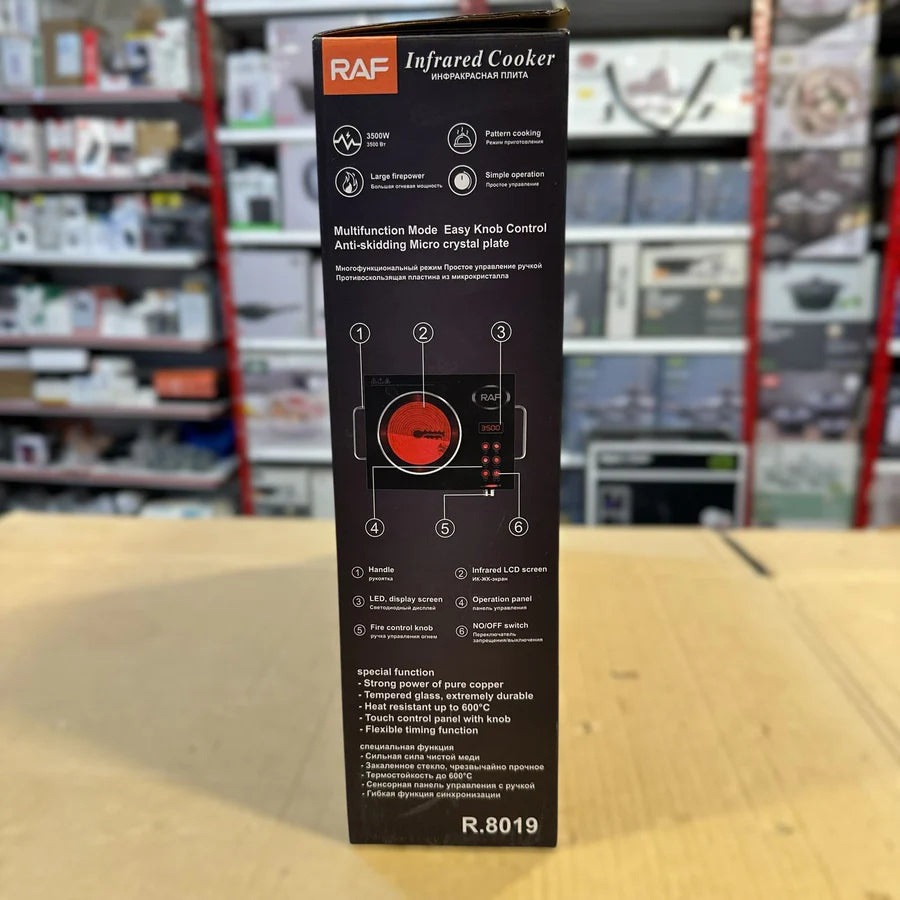 RAF
Infrared Cooker
ИНФРАКРАСНАЯ ПЛИТА
3500W
3500 Вт
Pattern cooking
Режим приготовления
Large firepower
Большая огневая мощность
Simple operation
Простое управление
Multifunction Mode Easy Knob Control
Anti-skidding Micro crystal plate
Многофункциональный режим Простое управление ручкой
Противоскользящая пластина из микрокристалла
1 2 3
RAF
3500
4 5 6
1 Handle
рукоятка
2 Infrared LCD screen
ИК-ЖК-экран
3 LED, display screen
Светодиодный дисплей
4 Operation panel
панель управления
5 Fire control knob
ручка управления огнем
6 NO/OFF switch
Переключатель
запрещения/выключения
special function
- Strong power of pure copper
- Tempered glass, extremely durable
- Heat resistant up to 600°C
- Touch control panel with knob
- Flexible timing function
специальная функция
- Сильная сила чистой меди
- Закаленное стекло, чрезвычайно прочное
- Термостойкость до 600°C
- Сенсорная панель управления с ручкой
- Гибкая функция синхронизации
R.8019